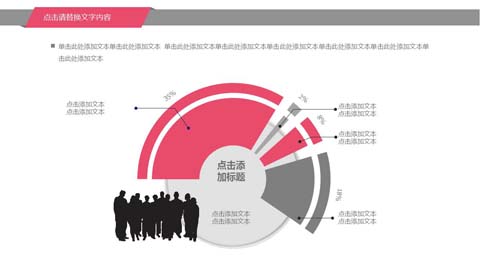 点击请替换文字内容
单击此处添加文本单击此处添加文本 单击此处添加文本单击此处添加文本单击此处添加文本单击此处添加文本单击此处添加文本单
击此处添加文本
35%
2%
8%
18%
点击添加文本
点击添加文本
点击添加文本
点击添加文本
点击添加文本
点击添加文本
点击添
加标题
点击添加文本
点击添加文本
点击添加文本
点击添加文本